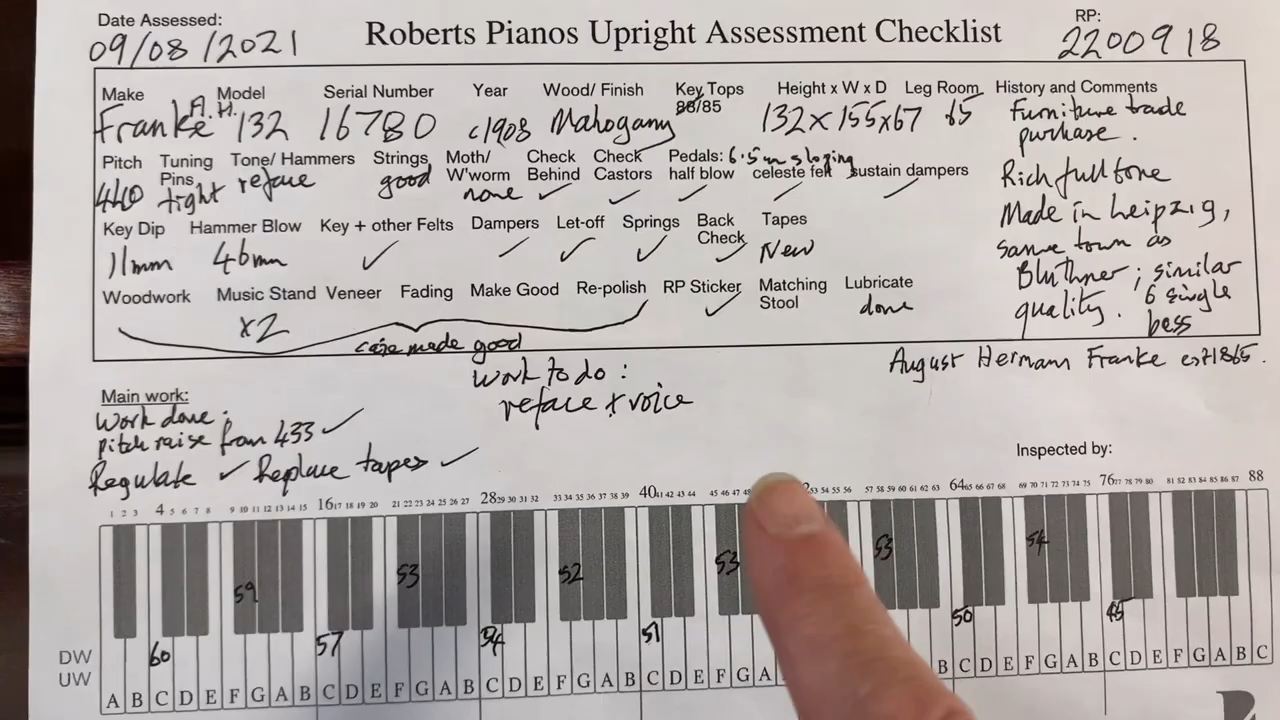 Date Assessed:
09/08/2021
Roberts Pianos Upright Assessment Checklist
RP:
2200918
Make Model Serial Number Year Wood/ Finish Key Tops Height x W x D Leg Room History and Comments
88/85
Franke A.H. 132 16780 c1908 Mahogany 132x155x67 65 Furniture trade
purchase.
Pitch Tuning Pins Tone/ Hammers Strings Moth/ W'worm Check Behind Check Castors Pedals: half blow celeste felt sustain dampers
6.5mm sloping
440 tight reface good none ✓ ✓ ✓ ✓ ✓
Rich full tone
Made in Leipzig,
same town as
Bluthner; similar
quality. 6 single
bass
Key Dip Hammer Blow Key + other Felts Dampers Let-off Springs Back Check Tapes
11mm 46mm ✓ ✓ ✓ ✓ ✓ New
Woodwork Music Stand Veneer Fading Make Good Re-polish RP Sticker Matching Stool Lubricate
x2 ✓ done
case made good
August Hermann Franke est1865.
Main work:
Work to do:
reface + voice
Work done:
pitch raise from 433 ✓
Regulate ✓ Replace tapes ✓
Inspected by:
1 2 3 4 5 6 7 8 9 10 11 12 13 14 15 16 17 18 19 20 21 22 23 24 25 26 27 28 29 30 31 32 33 34 35 36 37 38 39 40 41 42 43 44 45 46 47 53 54 55 56 57 58 59 60 61 62 63 64 65 66 67 68 69 70 71 72 73 74 75 76 77 78 79 80 81 82 83 84 85 86 87 88
59 53 52 53 53 54
60 57 54 51 50 45
DW
UW
A B C D E F G A B C D E F G A B C D E F G A B C D E F G A B C D E F G A B C D E F G A B C